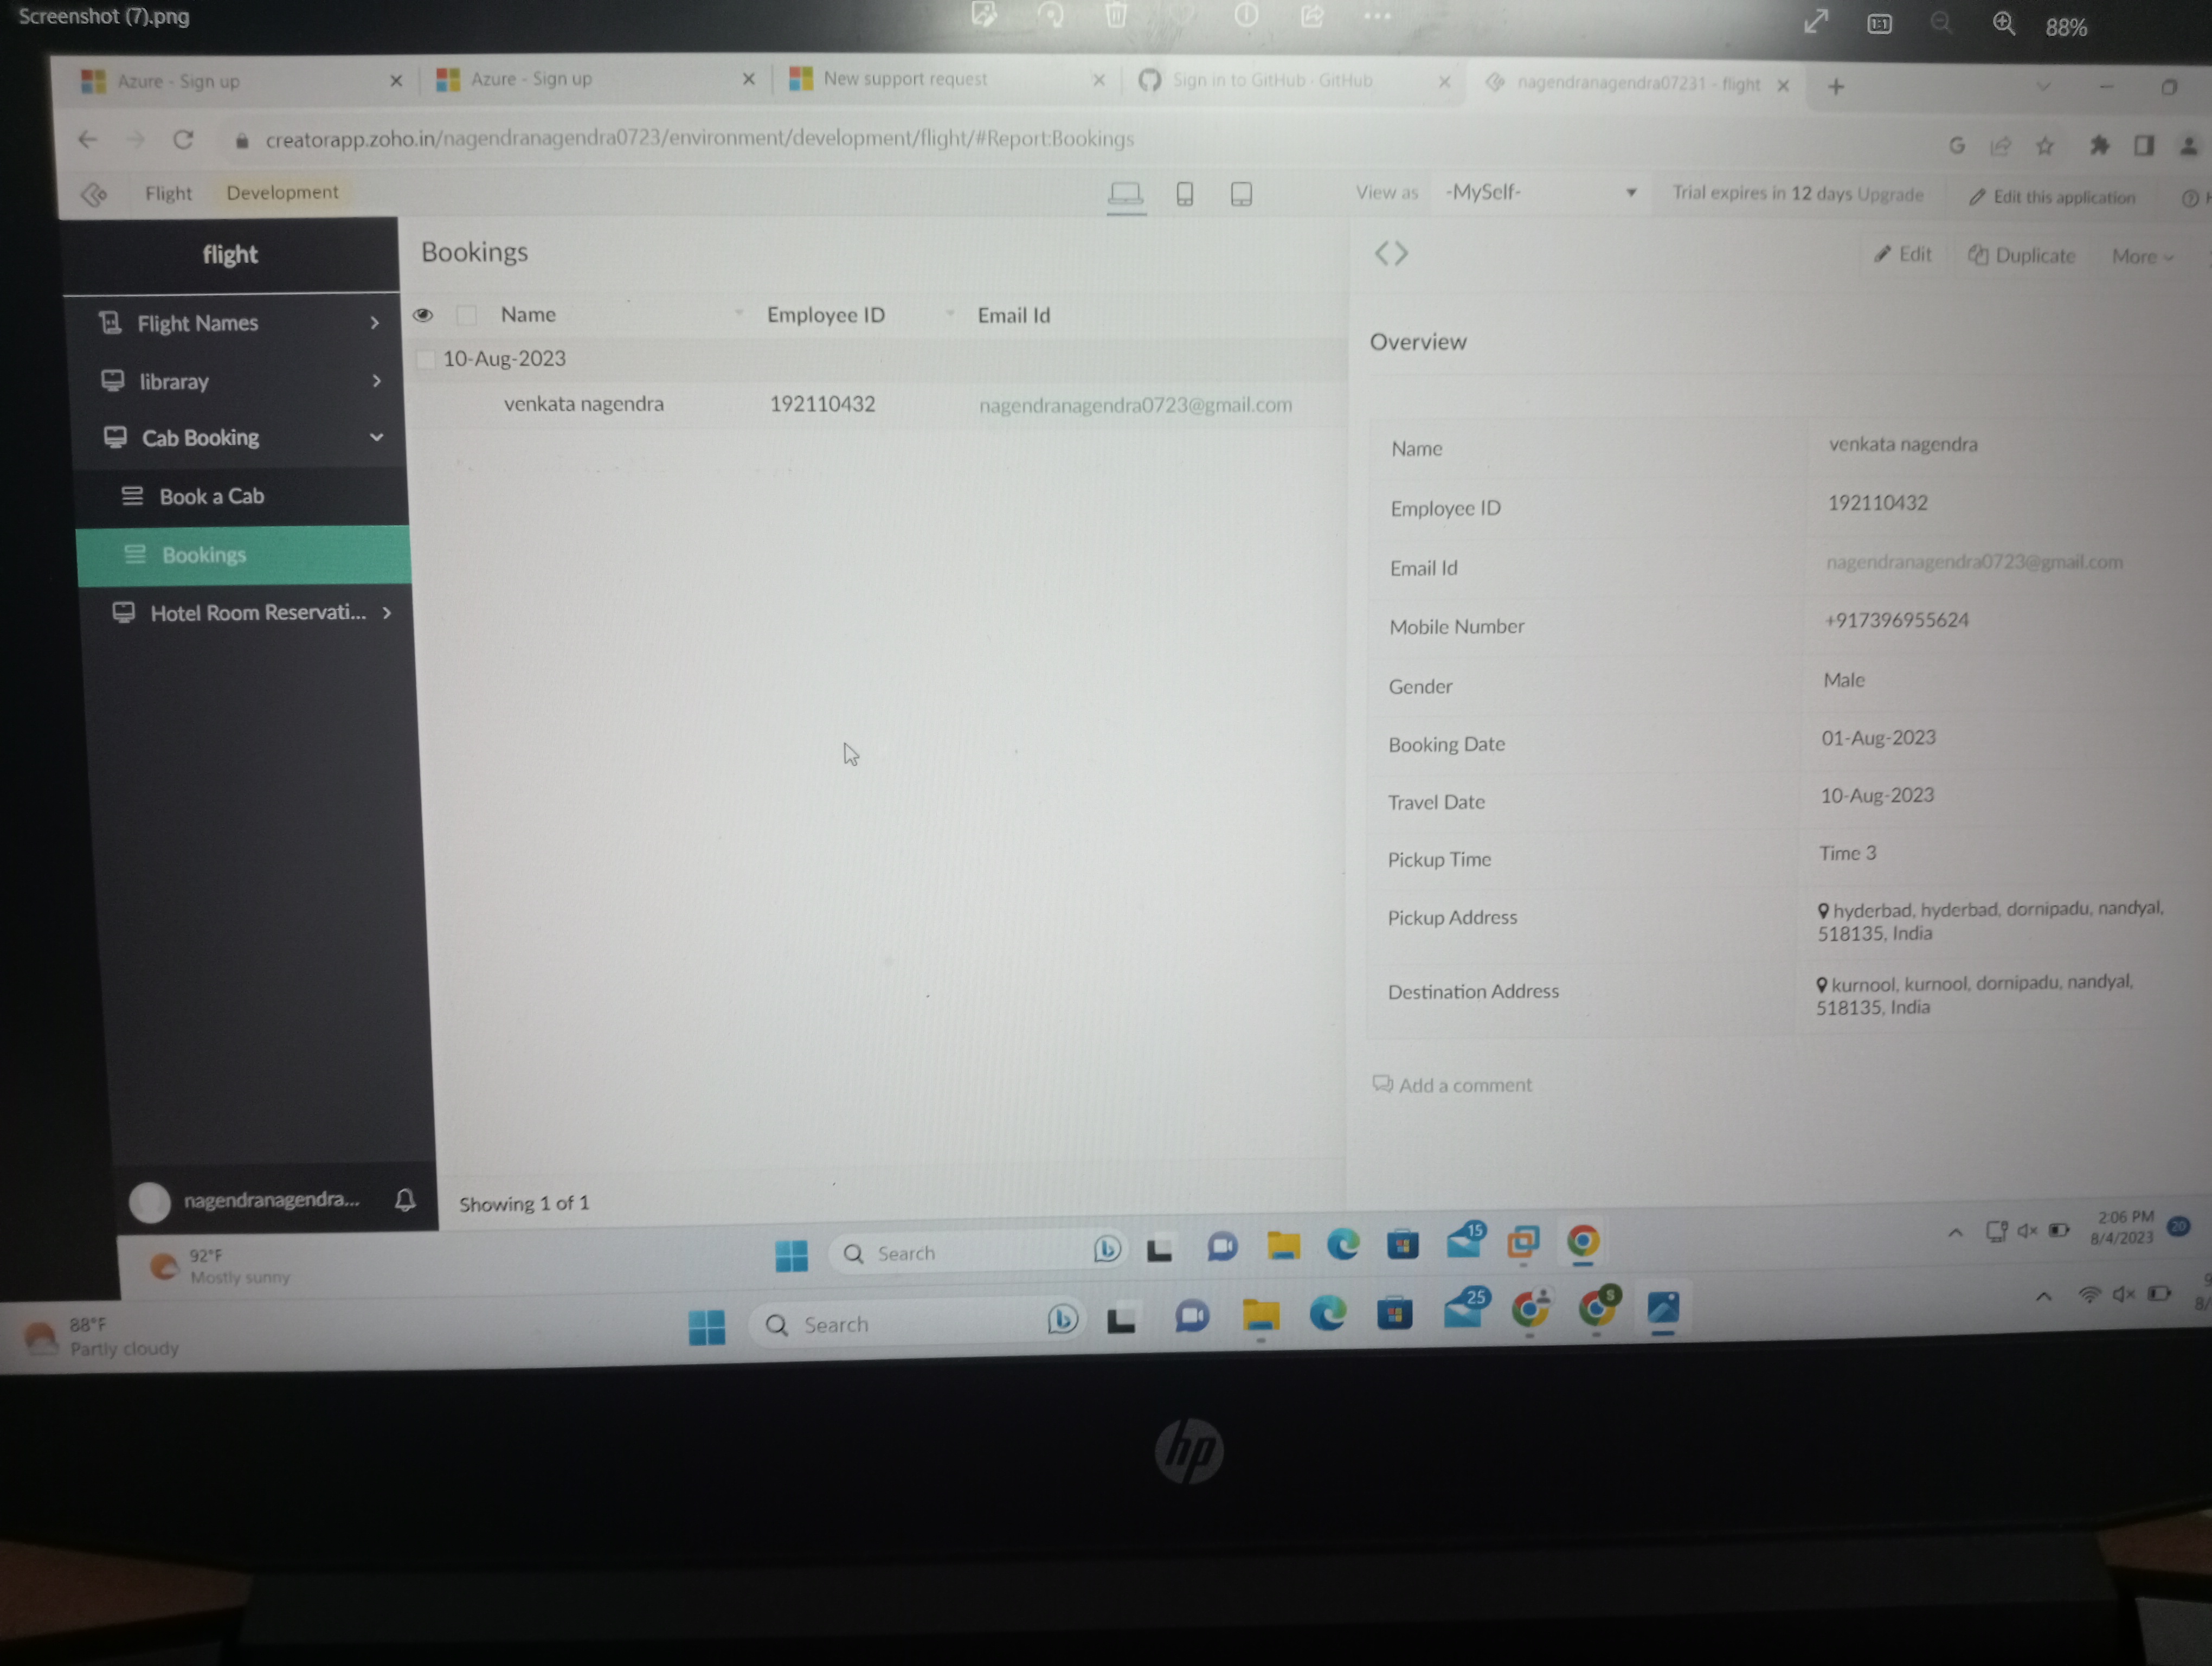 Screenshot (7).png
88%
Azure - Sign up
Azure - Sign up
New support request
Sign in to GitHub · GitHub
nagendranagendra07231 - flight
creatorapp.zoho.in/nagendranagendra0723/environment/development/flight/#Report:Bookings
Flight
Development
View as
-MySelf-
Trial expires in 12 days Upgrade
Edit this application
flight
Flight Names
libraray
Cab Booking
Book a Cab
Bookings
Hotel Room Reservati...
nagendranagendra...
Bookings
Name Employee ID Email Id
10-Aug-2023
venkata nagendra 192110432 nagendranagendra0723@gmail.com
Showing 1 of 1
Edit Duplicate More
Overview
Name venkata nagendra
Employee ID 192110432
Email Id nagendranagendra0723@gmail.com
Mobile Number +917396955624
Gender Male
Booking Date 01-Aug-2023
Travel Date 10-Aug-2023
Pickup Time Time 3
Pickup Address hyderbad, hyderbad, dornipadu, nandyal,
518135, India
Destination Address kurnool, kurnool, dornipadu, nandyal,
518135, India
Add a comment
92°F
Mostly sunny
Search
15
2:06 PM
8/4/2023
20
88°F
Partly cloudy
Search
25
S
hp